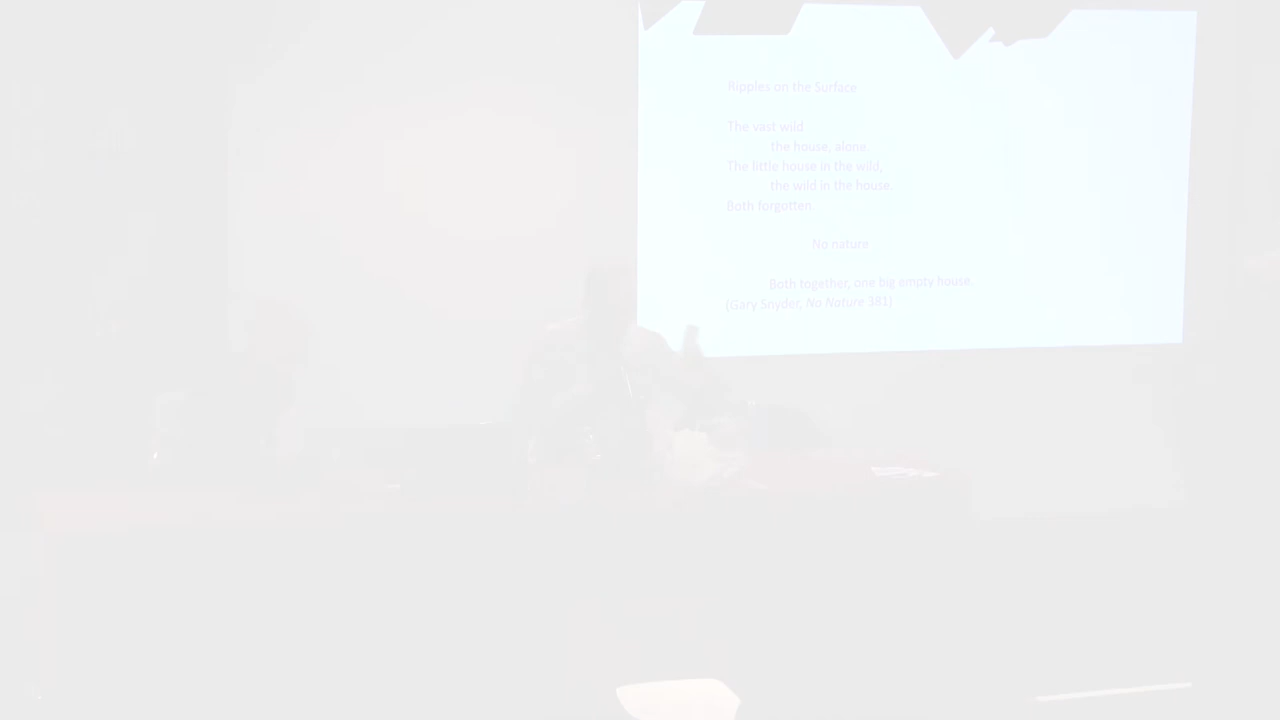 Ripples on the Surface
The vast wild
the house, alone.
The little house in the wild,
the wild in the house.
Both forgotten.
No nature
Both together, one big empty house.
(Gary Snyder, No Nature 381)